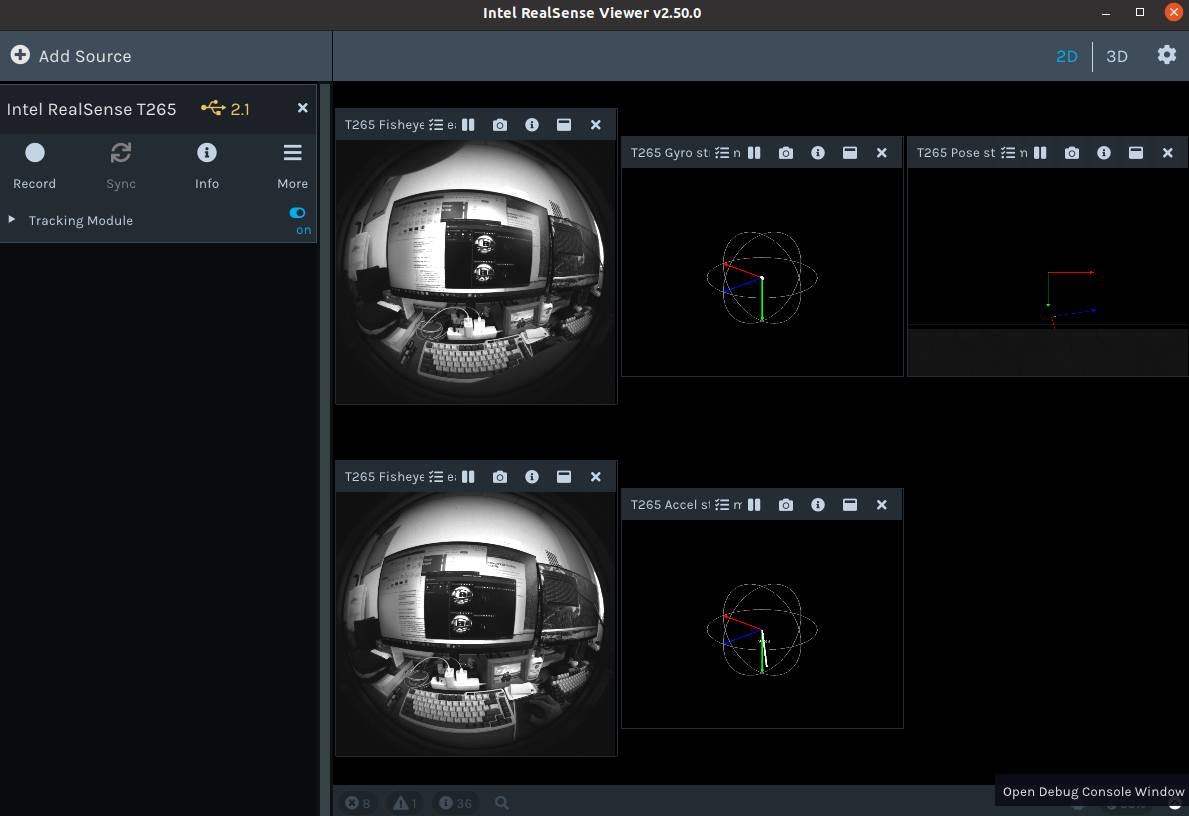 Intel RealSense Viewer v2.50.0
Add Source
2D
3D
Intel RealSense T265
2.1
Record
Sync
Info
More
Tracking Module
on
T265 Fisheye
T265 Gyro st
T265 Pose st
T265 Fisheye
T265 Accel st
8
1
36
Open Debug Console Window